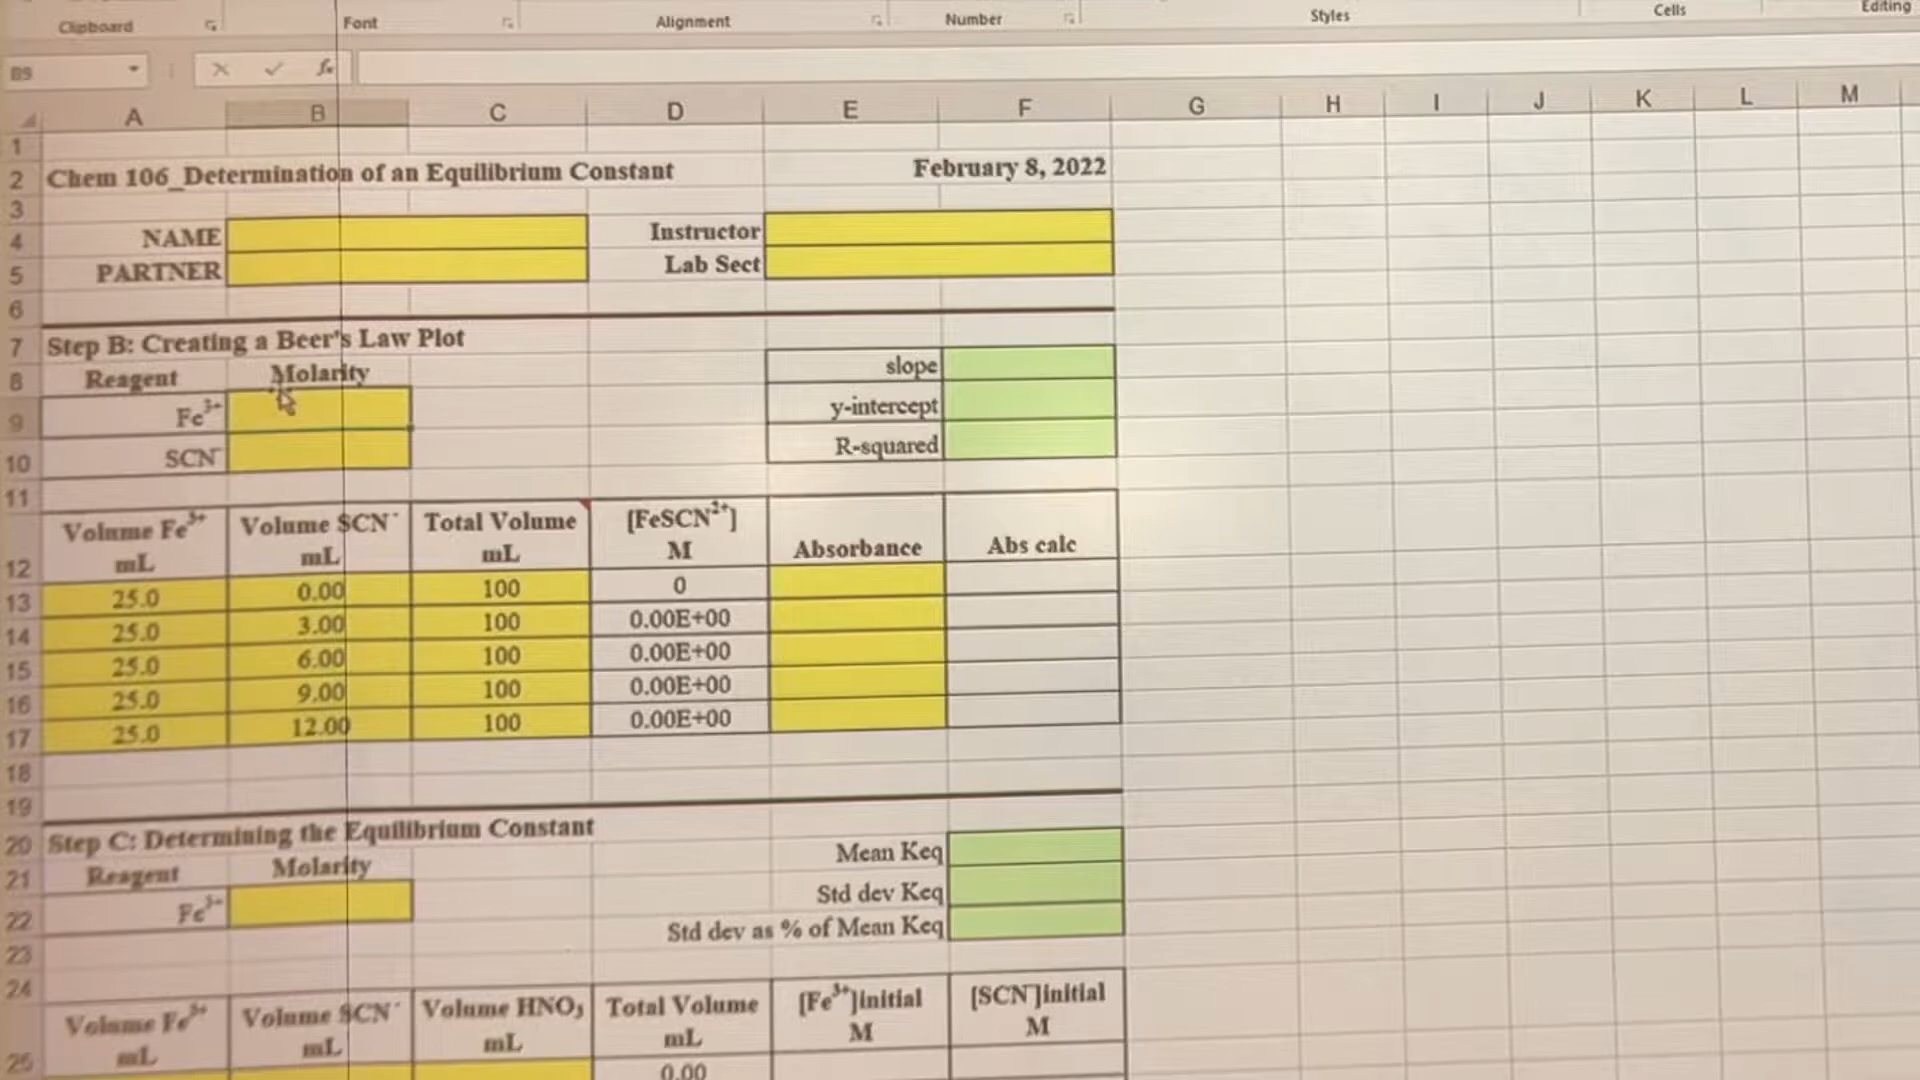 Clipboard Font Alignment Number Styles Cells Editing
B9 fx
A B C D E F G H I J K L M
1
2 Chem 106_Determination of an Equilibrium Constant February 8, 2022
3
4 NAME Instructor
5 PARTNER Lab Sect
6
7 Step B: Creating a Beer's Law Plot
8 Reagent Molarity slope
9 Fe³⁺ y-intercept
10 SCN⁻ R-squared
11
12 Volume Fe³⁺ mL Volume SCN⁻ mL Total Volume mL [FeSCN²⁺] M Absorbance Abs calc
13 25.0 0.00 100 0
14 25.0 3.00 100 0.00E+00
15 25.0 6.00 100 0.00E+00
16 25.0 9.00 100 0.00E+00
17 25.0 12.00 100 0.00E+00
18
19
20 Step C: Determining the Equilibrium Constant Mean Keq
21 Reagent Molarity Std dev Keq
22 Fe³⁺ Std dev as % of Mean Keq
23
24
25 Volume Fe³⁺ mL Volume SCN⁻ mL Volume HNO₃ mL Total Volume mL [Fe³⁺]initial M [SCN⁻]initial M
0.00